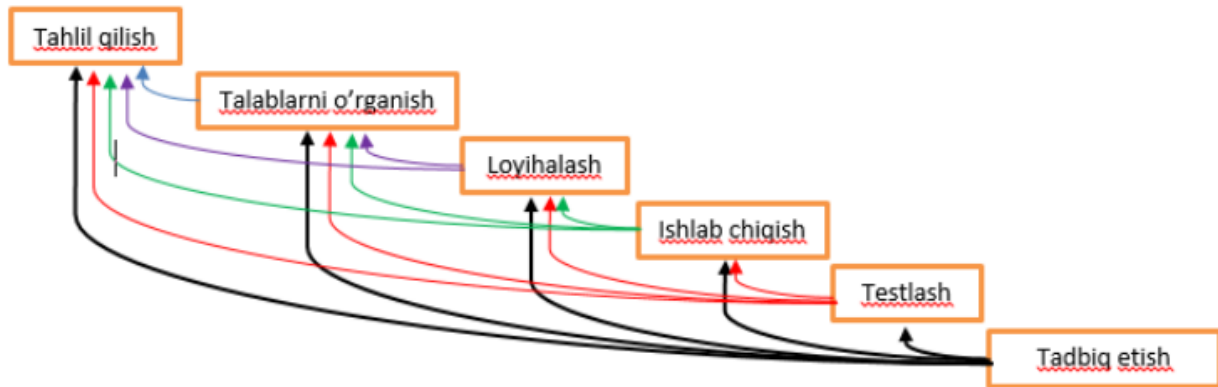 Tahlil qilish
Talablarni o’rganish
Loyihalash
Ishlab chiqish
Testlash
Tadbiq etish